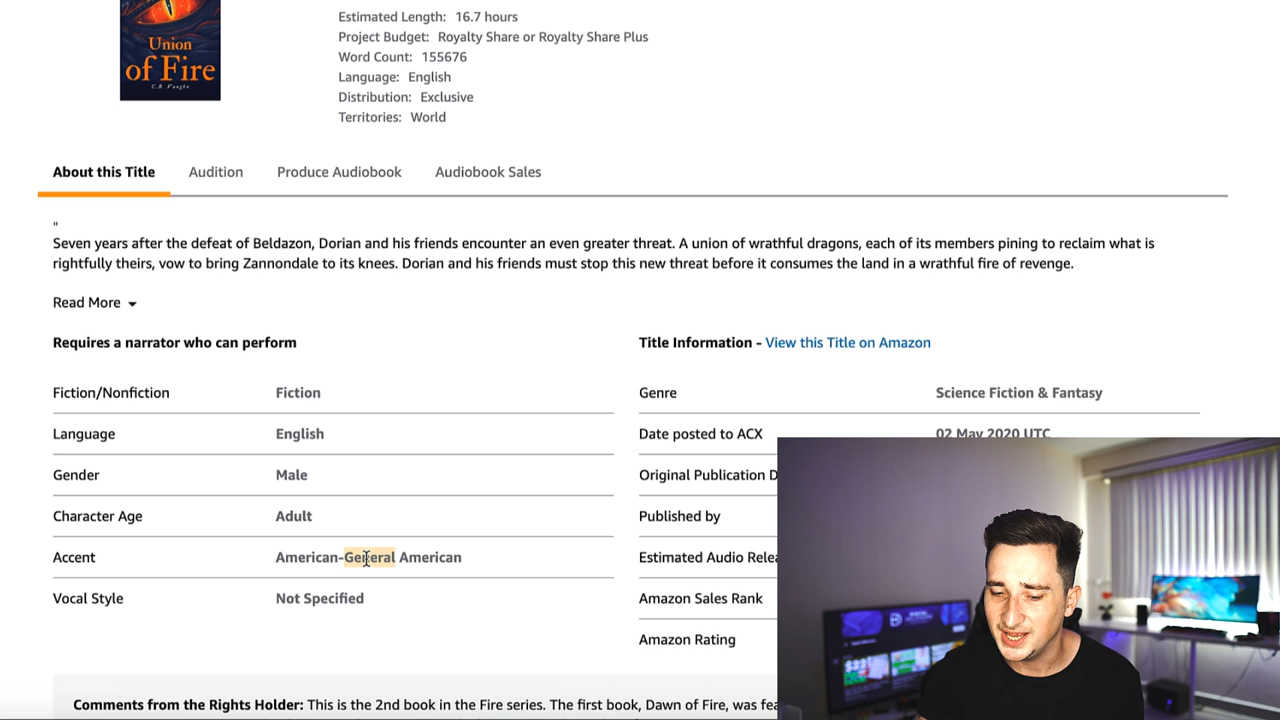 Union
of Fire
C.B. Vaughn
Estimated Length: 16.7 hours
Project Budget: Royalty Share or Royalty Share Plus
Word Count: 155676
Language: English
Distribution: Exclusive
Territories: World
About this Title Audition Produce Audiobook Audiobook Sales
"
Seven years after the defeat of Beldazon, Dorian and his friends encounter an even greater threat. A union of wrathful dragons, each of its members pining to reclaim what is
rightfully theirs, vow to bring Zannondale to its knees. Dorian and his friends must stop this new threat before it consumes the land in a wrathful fire of revenge.
Read More
Requires a narrator who can perform
Fiction/Nonfiction Fiction
Language English
Gender Male
Character Age Adult
Accent American-General American
Vocal Style Not Specified
Title Information - View this Title on Amazon
Genre Science Fiction & Fantasy
Date posted to ACX 02 May 2020 UTC
Original Publication D
Published by
Estimated Audio Relea
Amazon Sales Rank
Amazon Rating
Comments from the Rights Holder: This is the 2nd book in the Fire series. The first book, Dawn of Fire, was fea